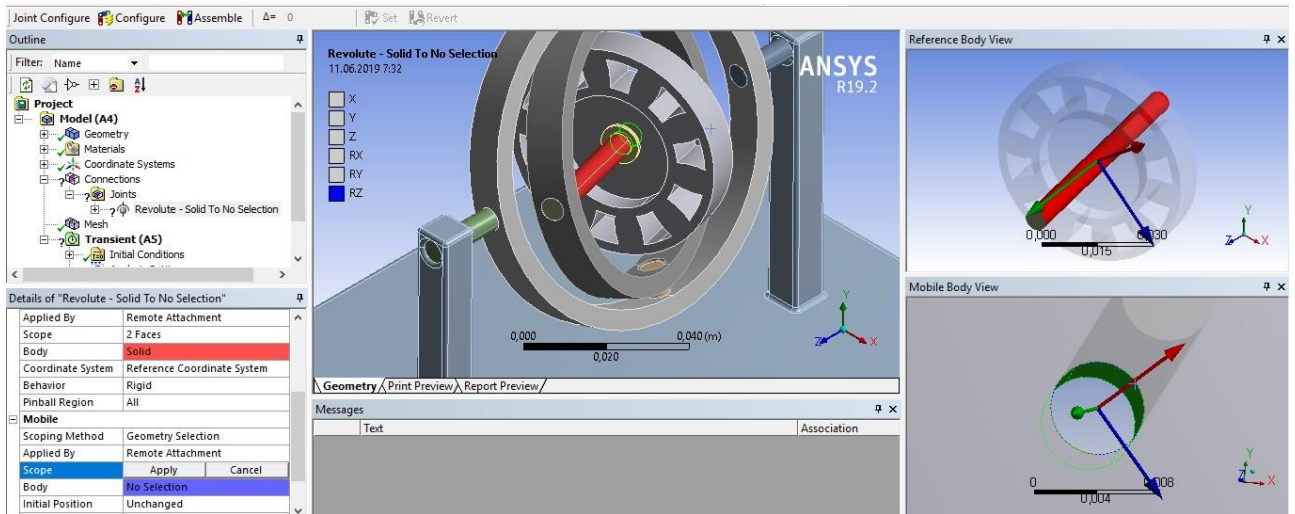 Joint Configure Configure Assemble Δ= 0 Set Revert
Outline
Filter: Name
Project
Model (A4)
Geometry
Materials
Coordinate Systems
Connections
Joints
Revolute - Solid To No Selection
Mesh
Transient (A5)
Initial Conditions
Details of "Revolute - Solid To No Selection"
Applied By Remote Attachment
Scope 2 Faces
Body Solid
Coordinate System Reference Coordinate System
Behavior Rigid
Pinball Region All
Mobile
Scoping Method Geometry Selection
Applied By Remote Attachment
Scope Apply Cancel
Body No Selection
Initial Position Unchanged
Revolute - Solid To No Selection
11.06.2019 7:32
X
Y
Z
RX
RY
RZ
ANSYS
R19.2
0,000 0,040 (m)
0,020
Y
Z X
Geometry Print Preview Report Preview
Messages
Text Association
Reference Body View
0,000 0,030
0,015
Y
Z X
Mobile Body View
0 0,008
0,004
Y
Z X